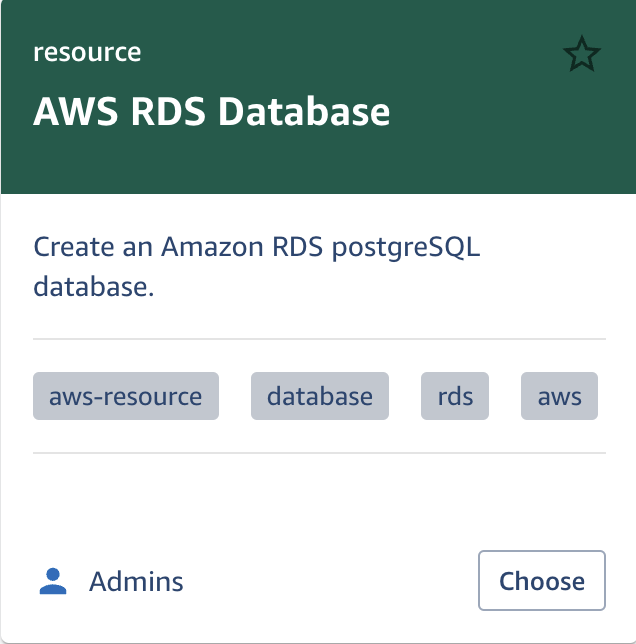 resource
AWS RDS Database
Create an Amazon RDS postgreSQL
database.
aws-resource database rds aws
Admins Choose